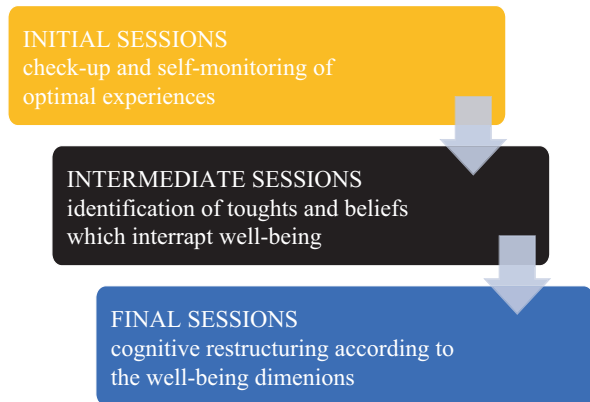 INITIAL SESSIONS
check-up and self-monitoring of
optimal experiences
INTERMEDIATE SESSIONS
identification of toughts and beliefs
which interrapt well-being
FINAL SESSIONS
cognitive restructuring according to
the well-being dimenions